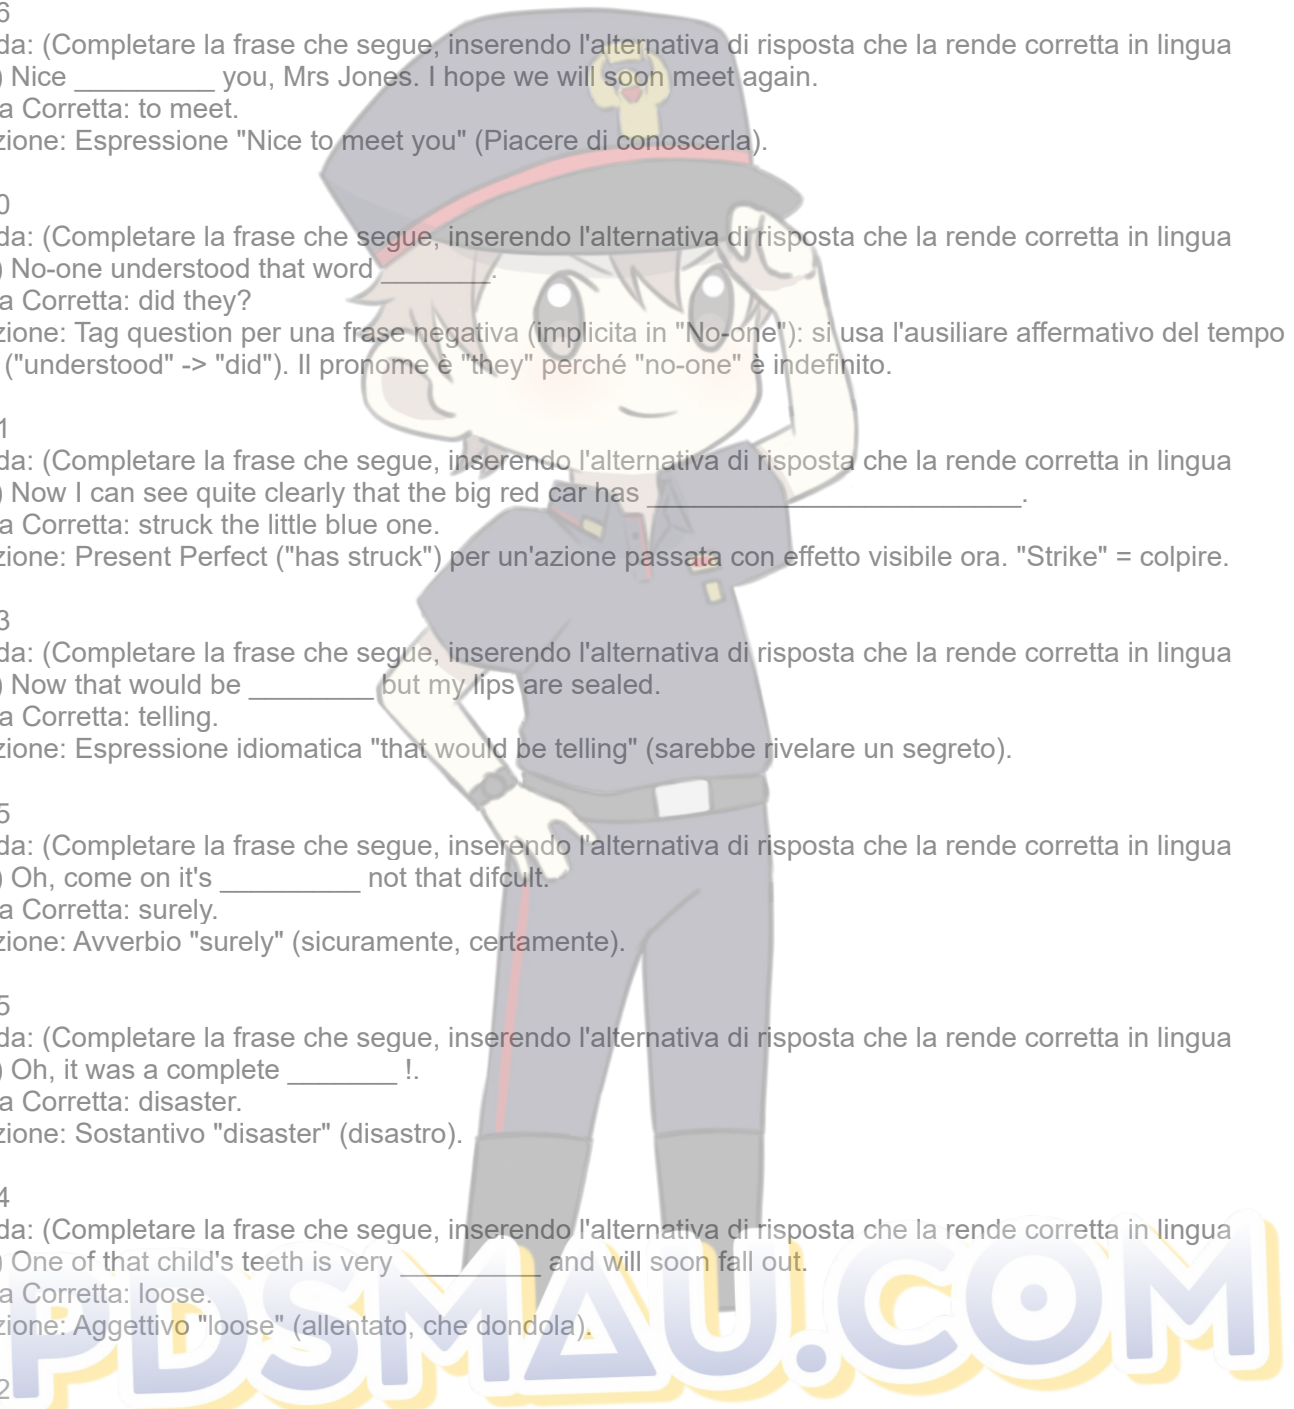 6
da: (Completare la frase che segue, inserendo l'alternativa di risposta che la rende corretta in lingua
) Nice _________ you, Mrs Jones. I hope we will soon meet again.
a Corretta: to meet.
zione: Espressione "Nice to meet you" (Piacere di conoscerla).
0
da: (Completare la frase che segue, inserendo l'alternativa di risposta che la rende corretta in lingua
) No-one understood that word _______.
a Corretta: did they?
zione: Tag question per una frase negativa (implicita in "No-one"): si usa l'ausiliare affermativo del tempo
("understood" -> "did"). Il pronome è "they" perché "no-one" è indefinito.
1
da: (Completare la frase che segue, inserendo l'alternativa di risposta che la rende corretta in lingua
) Now I can see quite clearly that the big red car has ________________________.
a Corretta: struck the little blue one.
zione: Present Perfect ("has struck") per un'azione passata con effetto visibile ora. "Strike" = colpire.
3
da: (Completare la frase che segue, inserendo l'alternativa di risposta che la rende corretta in lingua
) Now that would be ________ but my lips are sealed.
a Corretta: telling.
zione: Espressione idiomatica "that would be telling" (sarebbe rivelare un segreto).
5
da: (Completare la frase che segue, inserendo l'alternativa di risposta che la rende corretta in lingua
) Oh, come on it's _________ not that difcult.
a Corretta: surely.
zione: Avverbio "surely" (sicuramente, certamente).
5
da: (Completare la frase che segue, inserendo l'alternativa di risposta che la rende corretta in lingua
) Oh, it was a complete _______ !.
a Corretta: disaster.
zione: Sostantivo "disaster" (disastro).
4
da: (Completare la frase che segue, inserendo l'alternativa di risposta che la rende corretta in lingua
) One of that child's teeth is very _________ and will soon fall out.
a Corretta: loose.
zione: Aggettivo "loose" (allentato, che dondola).
PDSMAU.COM
2